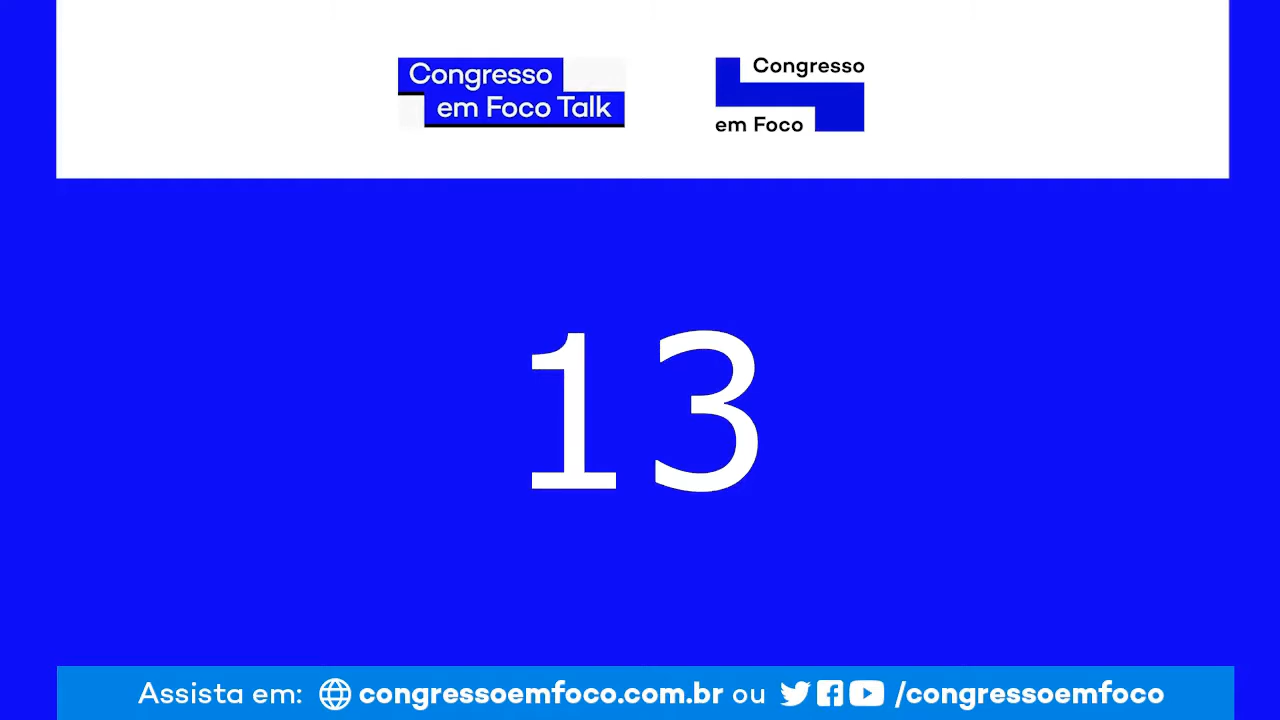 Congresso
em Foco Talk
Congresso
em Foco
13
Assista em: congressoemfoco.com.br ou /congressoemfoco